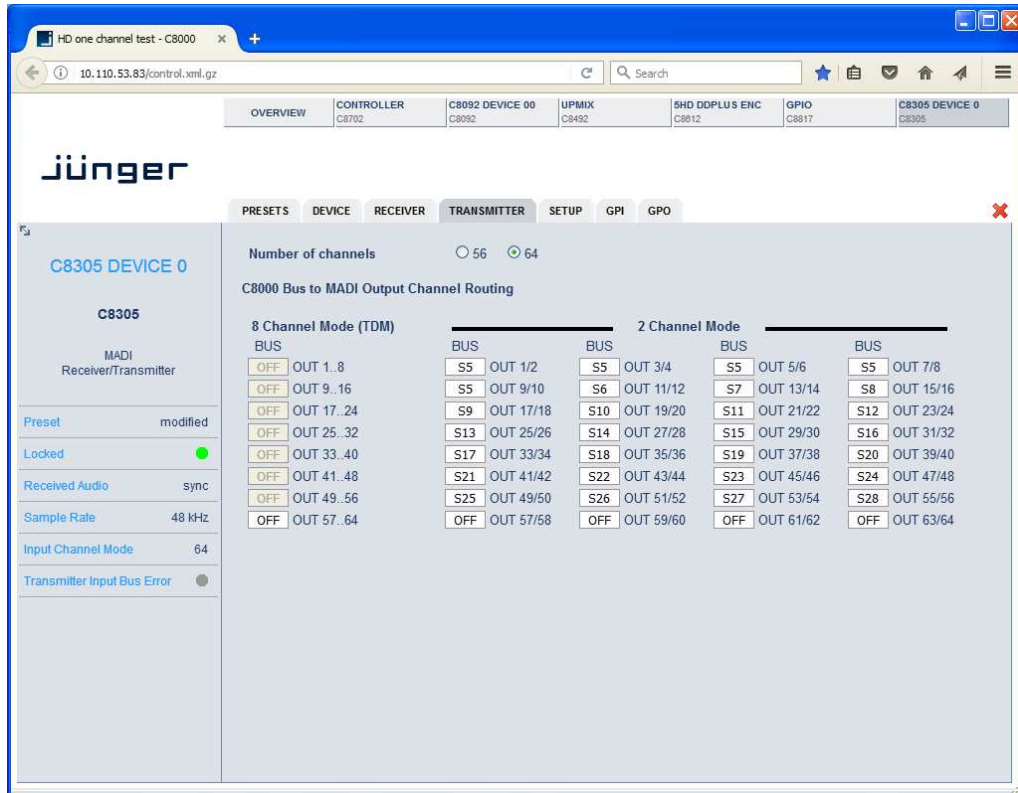 HD one channel test - C8000 × +
10.110.53.83/control.xml.gz Search
OVERVIEW CONTROLLER C8092 DEVICE 00 UPMIX 5HD DDPLUS ENC GPIO C8305 DEVICE 0
C8702 C8092 C8492 C8612 C8817 C8305
jünger
PRESETS DEVICE RECEIVER TRANSMITTER SETUP GPI GPO
C8305 DEVICE 0
C8305
MADI
Receiver/Transmitter
Preset modified
Locked
Received Audio sync
Sample Rate 48 kHz
Input Channel Mode 64
Transmitter Input Bus Error
Number of channels 56 64
C8000 Bus to MADI Output Channel Routing
8 Channel Mode (TDM) 2 Channel Mode
BUS BUS BUS BUS BUS
OFF OUT 1..8 S5 OUT 1/2 S5 OUT 3/4 S5 OUT 5/6 S5 OUT 7/8
OFF OUT 9..16 S5 OUT 9/10 S6 OUT 11/12 S7 OUT 13/14 S8 OUT 15/16
OFF OUT 17..24 S9 OUT 17/18 S10 OUT 19/20 S11 OUT 21/22 S12 OUT 23/24
OFF OUT 25..32 S13 OUT 25/26 S14 OUT 27/28 S15 OUT 29/30 S16 OUT 31/32
OFF OUT 33..40 S17 OUT 33/34 S18 OUT 35/36 S19 OUT 37/38 S20 OUT 39/40
OFF OUT 41..48 S21 OUT 41/42 S22 OUT 43/44 S23 OUT 45/46 S24 OUT 47/48
OFF OUT 49..56 S25 OUT 49/50 S26 OUT 51/52 S27 OUT 53/54 S28 OUT 55/56
OFF OUT 57..64 OFF OUT 57/58 OFF OUT 59/60 OFF OUT 61/62 OFF OUT 63/64